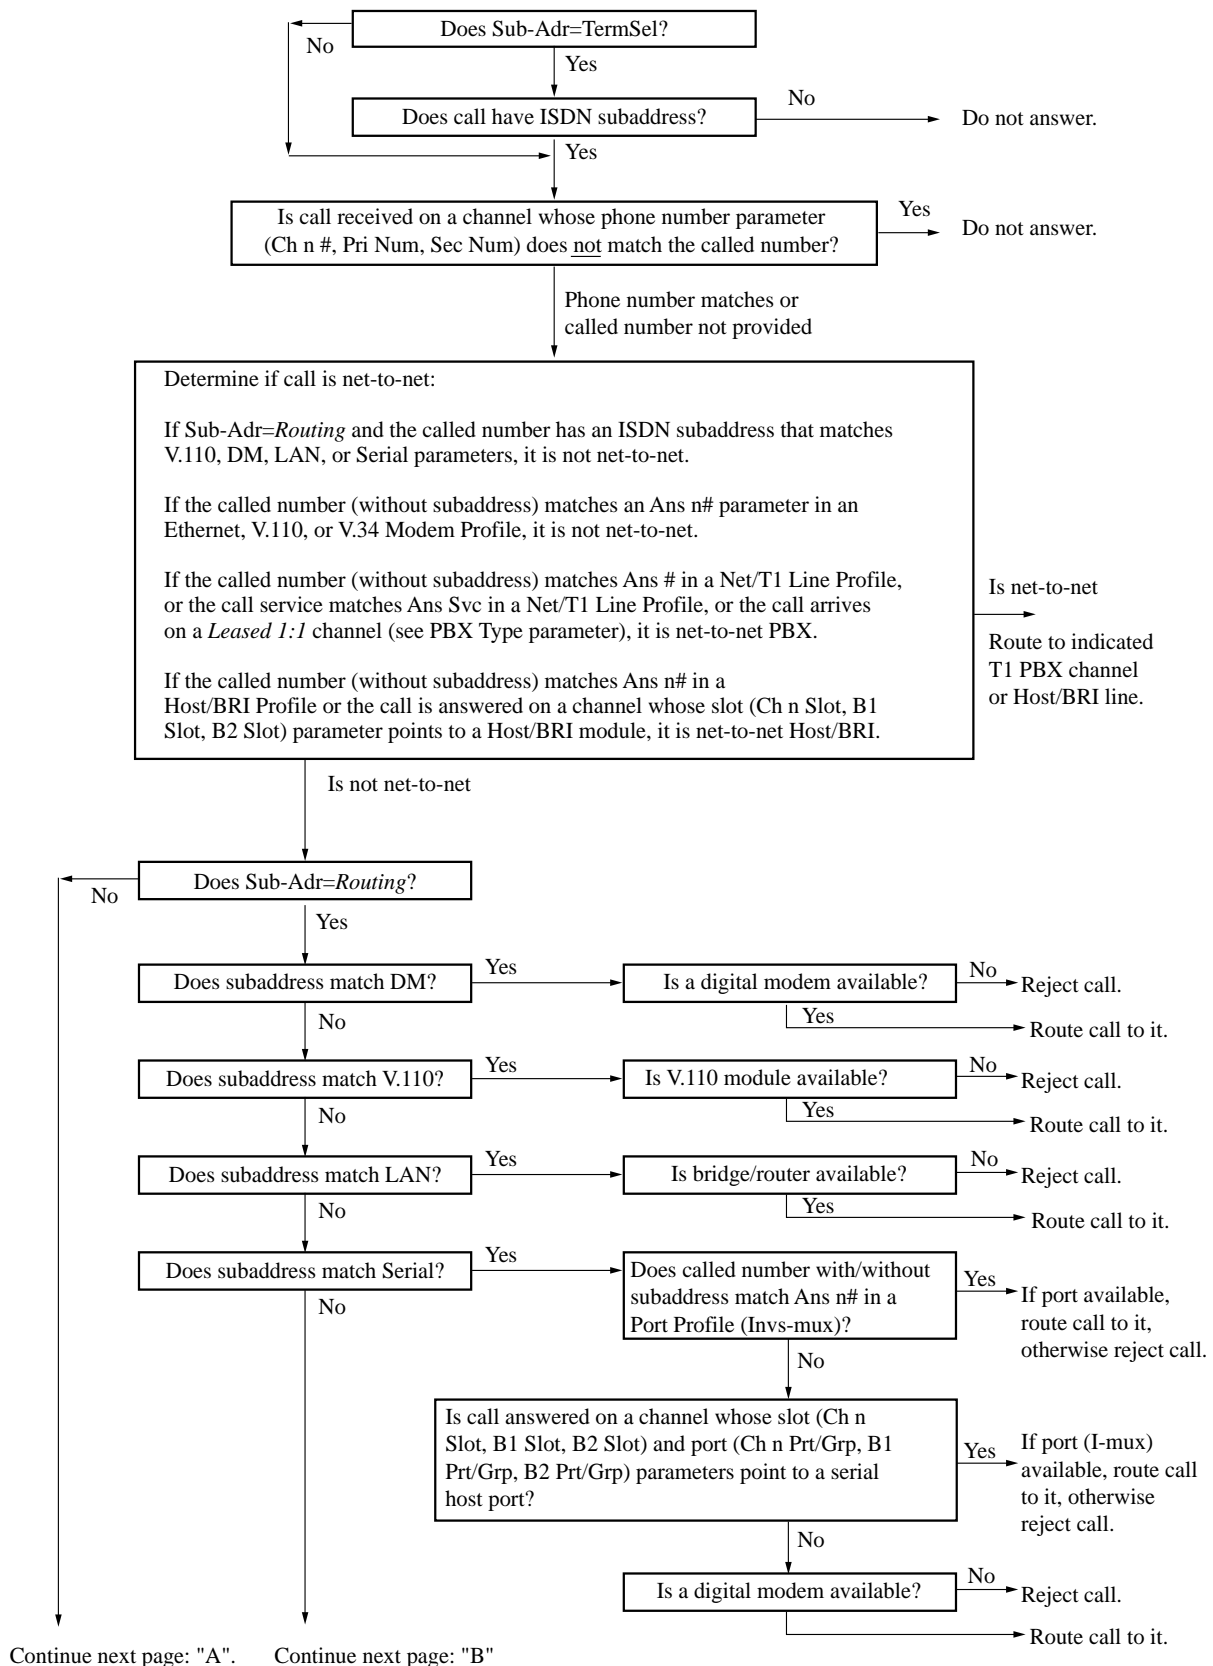 Does Sub-Adr=TermSel?
No
Yes
Does call have ISDN subaddress?
No
Do not answer.
Yes
Is call received on a channel whose phone number parameter
(Ch n #, Pri Num, Sec Num) does not match the called number?
Yes
Do not answer.
Phone number matches or
called number not provided
Determine if call is net-to-net:
If Sub-Adr=Routing and the called number has an ISDN subaddress that matches
V.110, DM, LAN, or Serial parameters, it is not net-to-net.
If the called number (without subaddress) matches an Ans n# parameter in an
Ethernet, V.110, or V.34 Modem Profile, it is not net-to-net.
If the called number (without subaddress) matches Ans # in a Net/T1 Line Profile,
or the call service matches Ans Svc in a Net/T1 Line Profile, or the call arrives
on a Leased 1:1 channel (see PBX Type parameter), it is net-to-net PBX.
If the called number (without subaddress) matches Ans n# in a
Host/BRI Profile or the call is answered on a channel whose slot (Ch n Slot, B1
Slot, B2 Slot) parameter points to a Host/BRI module, it is net-to-net Host/BRI.
Is net-to-net
Route to indicated
T1 PBX channel
or Host/BRI line.
Is not net-to-net
Does Sub-Adr=Routing?
No
Yes
Does subaddress match DM?
Yes
Is a digital modem available?
No
Reject call.
Yes
Route call to it.
No
Does subaddress match V.110?
Yes
Is V.110 module available?
No
Reject call.
Yes
Route call to it.
No
Does subaddress match LAN?
Yes
Is bridge/router available?
No
Reject call.
Yes
Route call to it.
No
Does subaddress match Serial?
Yes
Does called number with/without
subaddress match Ans n# in a
Port Profile (Invs-mux)?
Yes
If port available,
route call to it,
otherwise reject call.
No
No
Is call answered on a channel whose slot (Ch n
Slot, B1 Slot, B2 Slot) and port (Ch n Prt/Grp, B1
Prt/Grp, B2 Prt/Grp) parameters point to a serial
host port?
Yes
If port (I-mux)
available, route call
to it, otherwise
reject call.
No
Is a digital modem available?
No
Reject call.
Yes
Route call to it.
Continue next page: "A".
Continue next page: "B"